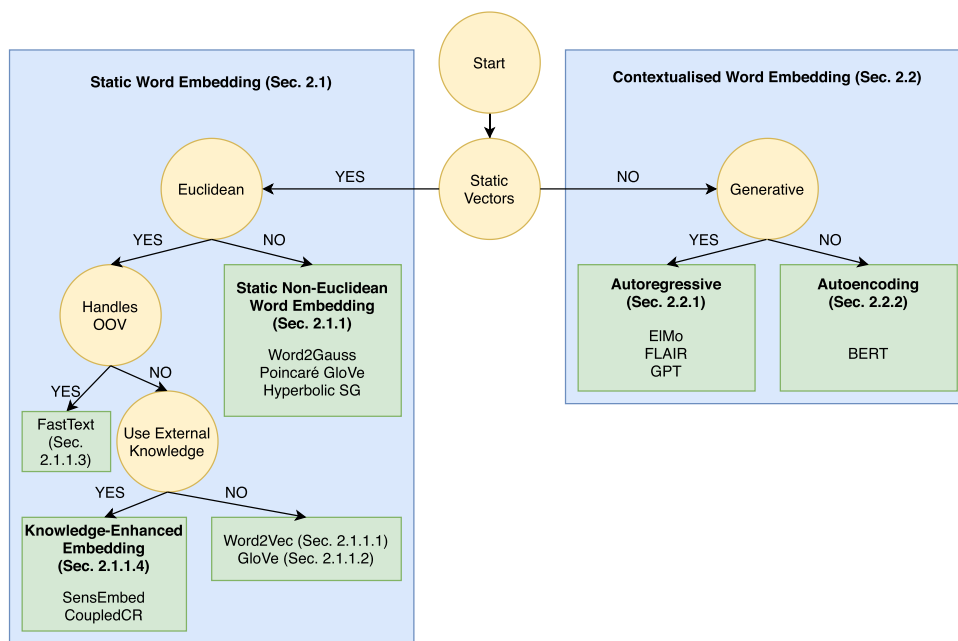 Start
Static Word Embedding (Sec. 2.1)
Contextualised Word Embedding (Sec. 2.2)
Static
Vectors
YES
NO
Euclidean
Generative
YES
NO
YES
NO
Handles
OOV
Static Non-Euclidean
Word Embedding
(Sec. 2.1.1)
Word2Gauss
Poincaré GloVe
Hyperbolic SG
Autoregressive
(Sec. 2.2.1)
ElMo
FLAIR
GPT
Autoencoding
(Sec. 2.2.2)
BERT
YES
NO
FastText
(Sec.
2.1.1.3)
Use External
Knowledge
YES
NO
Knowledge-Enhanced
Embedding
(Sec. 2.1.1.4)
SensEmbed
CoupledCR
Word2Vec (Sec. 2.1.1.1)
GloVe (Sec. 2.1.1.2)